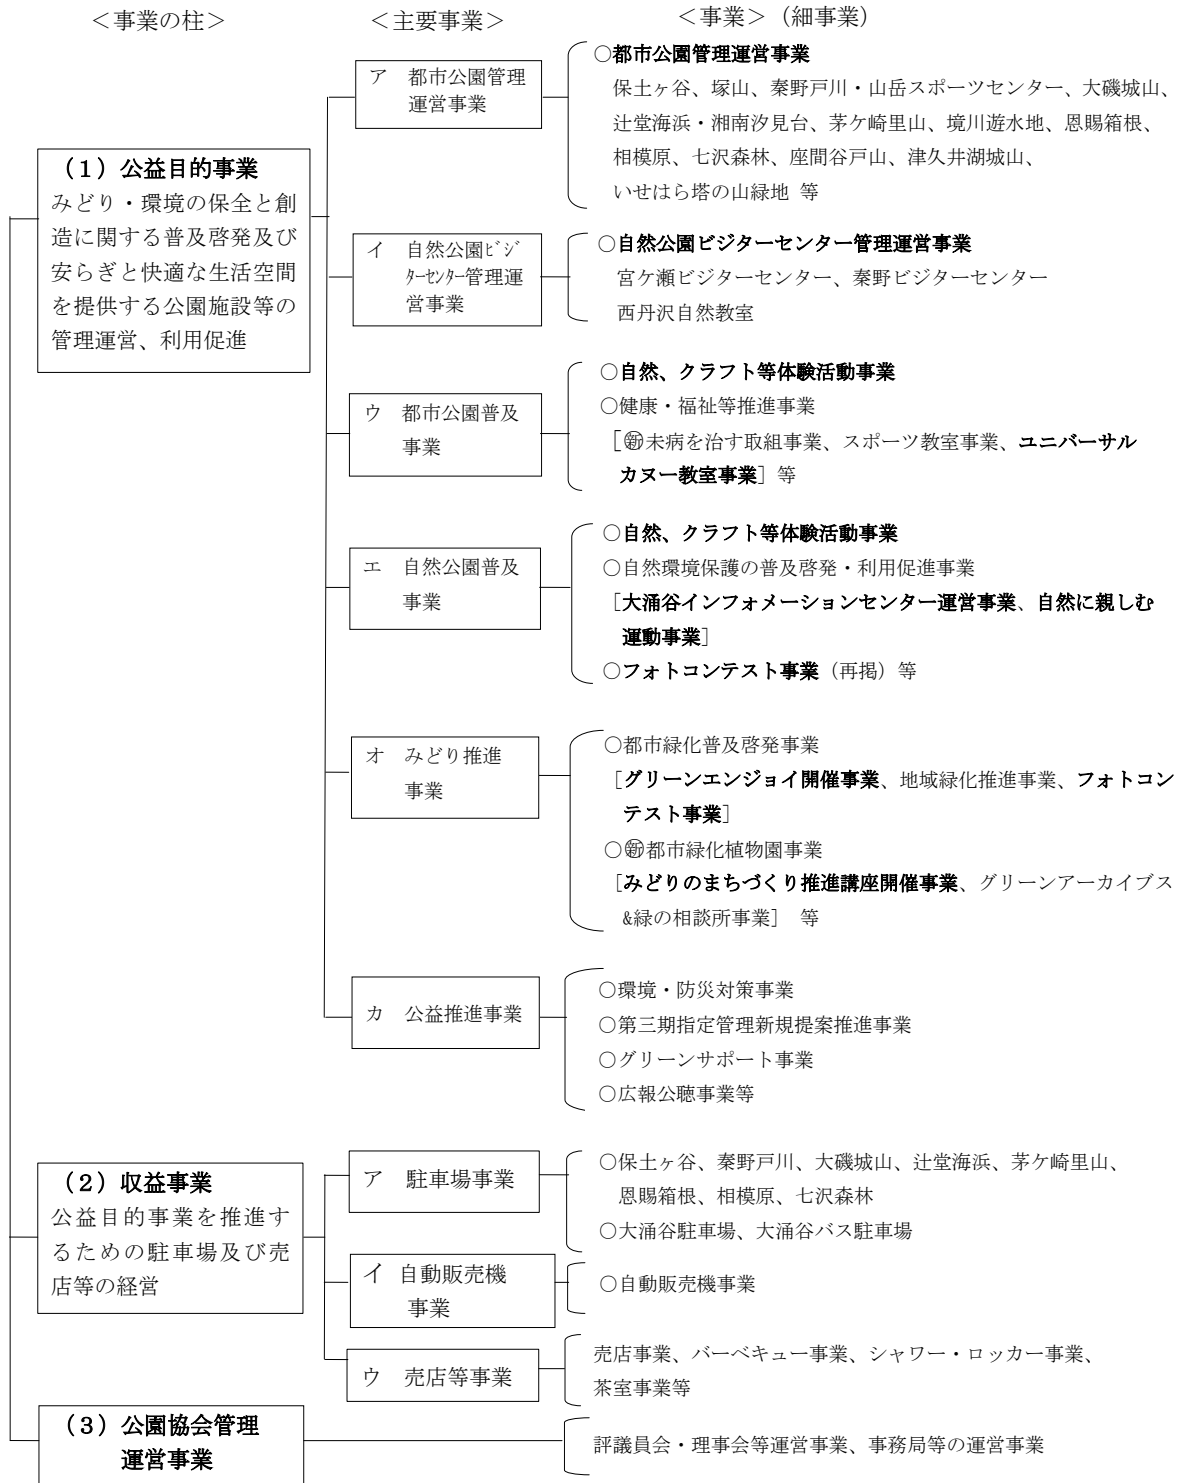 ＜事業の柱＞　＜主要事業＞　＜事業＞（細事業）
（１）公益目的事業
みどり・環境の保全と創
造に関する普及啓発及び
安らぎと快適な生活空間
を提供する公園施設等の
管理運営、利用促進
ア　都市公園管理
運営事業
○都市公園管理運営事業
保土ヶ谷、塚山、秦野戸川・山岳スポーツセンター、大磯城山、
辻堂海浜・湘南汐見台、茅ケ崎里山、境川遊水地、恩賜箱根、
相模原、七沢森林、座間谷戸山、津久井湖城山、
いせはら塔の山緑地 等
イ　自然公園ﾋﾞｼﾞ
ﾀｰｾﾝﾀｰ管理運
営事業
○自然公園ビジターセンター管理運営事業
宮ケ瀬ビジターセンター、秦野ビジターセンター
西丹沢自然教室
ウ　都市公園普及
事業
○自然、クラフト等体験活動事業
○健康・福祉等推進事業
［㊟未病を治す取組事業、スポーツ教室事業、ユニバーサル
カヌー教室事業］等
エ　自然公園普及
事業
○自然、クラフト等体験活動事業
○自然環境保護の普及啓発・利用促進事業
［大涌谷インフォメーションセンター運営事業、自然に親しむ
運動事業］
○フォトコンテスト事業（再掲）等
オ　みどり推進
事業
○都市緑化普及啓発事業
［グリーンエンジョイ開催事業、地域緑化推進事業、フォトコン
テスト事業］
○新都市緑化植物園事業
［みどりのまちづくり推進講座開催事業、グリーンアーカイブス
&緑の相談所事業］ 等
カ　公益推進事業
○環境・防災対策事業
○第三期指定管理新規提案推進事業
○グリーンサポート事業
○広報公聴事業等
（２）収益事業
公益目的事業を推進す
るための駐車場及び売
店等の経営
ア　駐車場事業
○保土ヶ谷、秦野戸川、大磯城山、辻堂海浜、茅ケ崎里山、
恩賜箱根、相模原、七沢森林
○大涌谷駐車場、大涌谷バス駐車場
イ　自動販売機
事業
○自動販売機事業
ウ　売店等事業
売店事業、バーベキュー事業、シャワー・ロッカー事業、
茶室事業等
（３）公園協会管理
運営事業
評議員会・理事会等運営事業、事務局等の運営事業